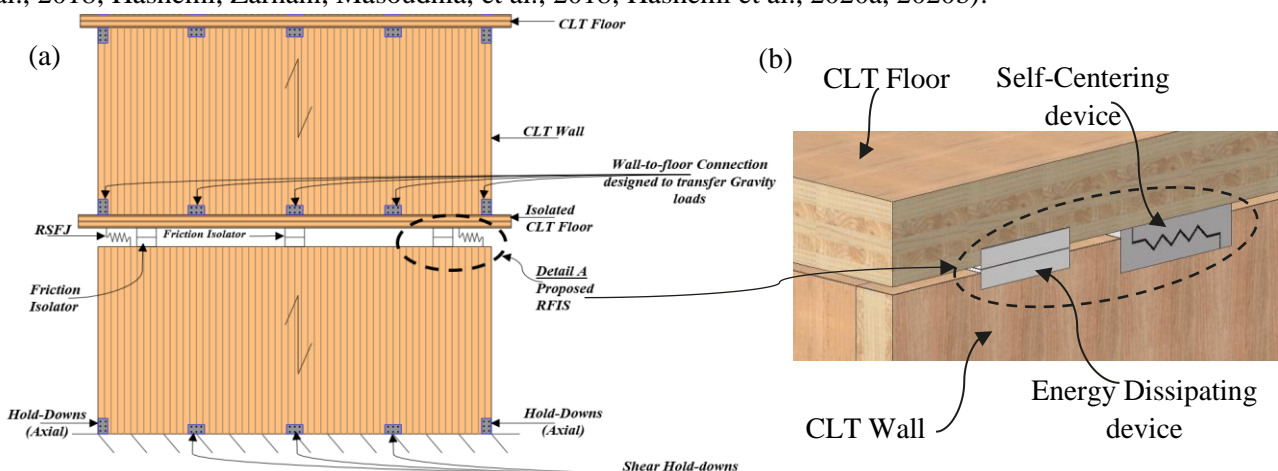 al., 2018; Hashemi, Zarnani, Masoudnia, et al., 2018; Hashemi et al., 2020a, 2020b).
(a)
CLT Floor
CLT Wall
Wall-to-floor Connection
designed to transfer Gravity
loads
Isolated
CLT Floor
RSFJ
Friction Isolator
Friction
Isolator
Detail A
Proposed
RFIS
Hold-Downs
(Axial)
Hold-Downs
(Axial)
Shear Hold-downs
(b)
CLT Floor
Self-Centering
device
CLT Wall
Energy Dissipating
device